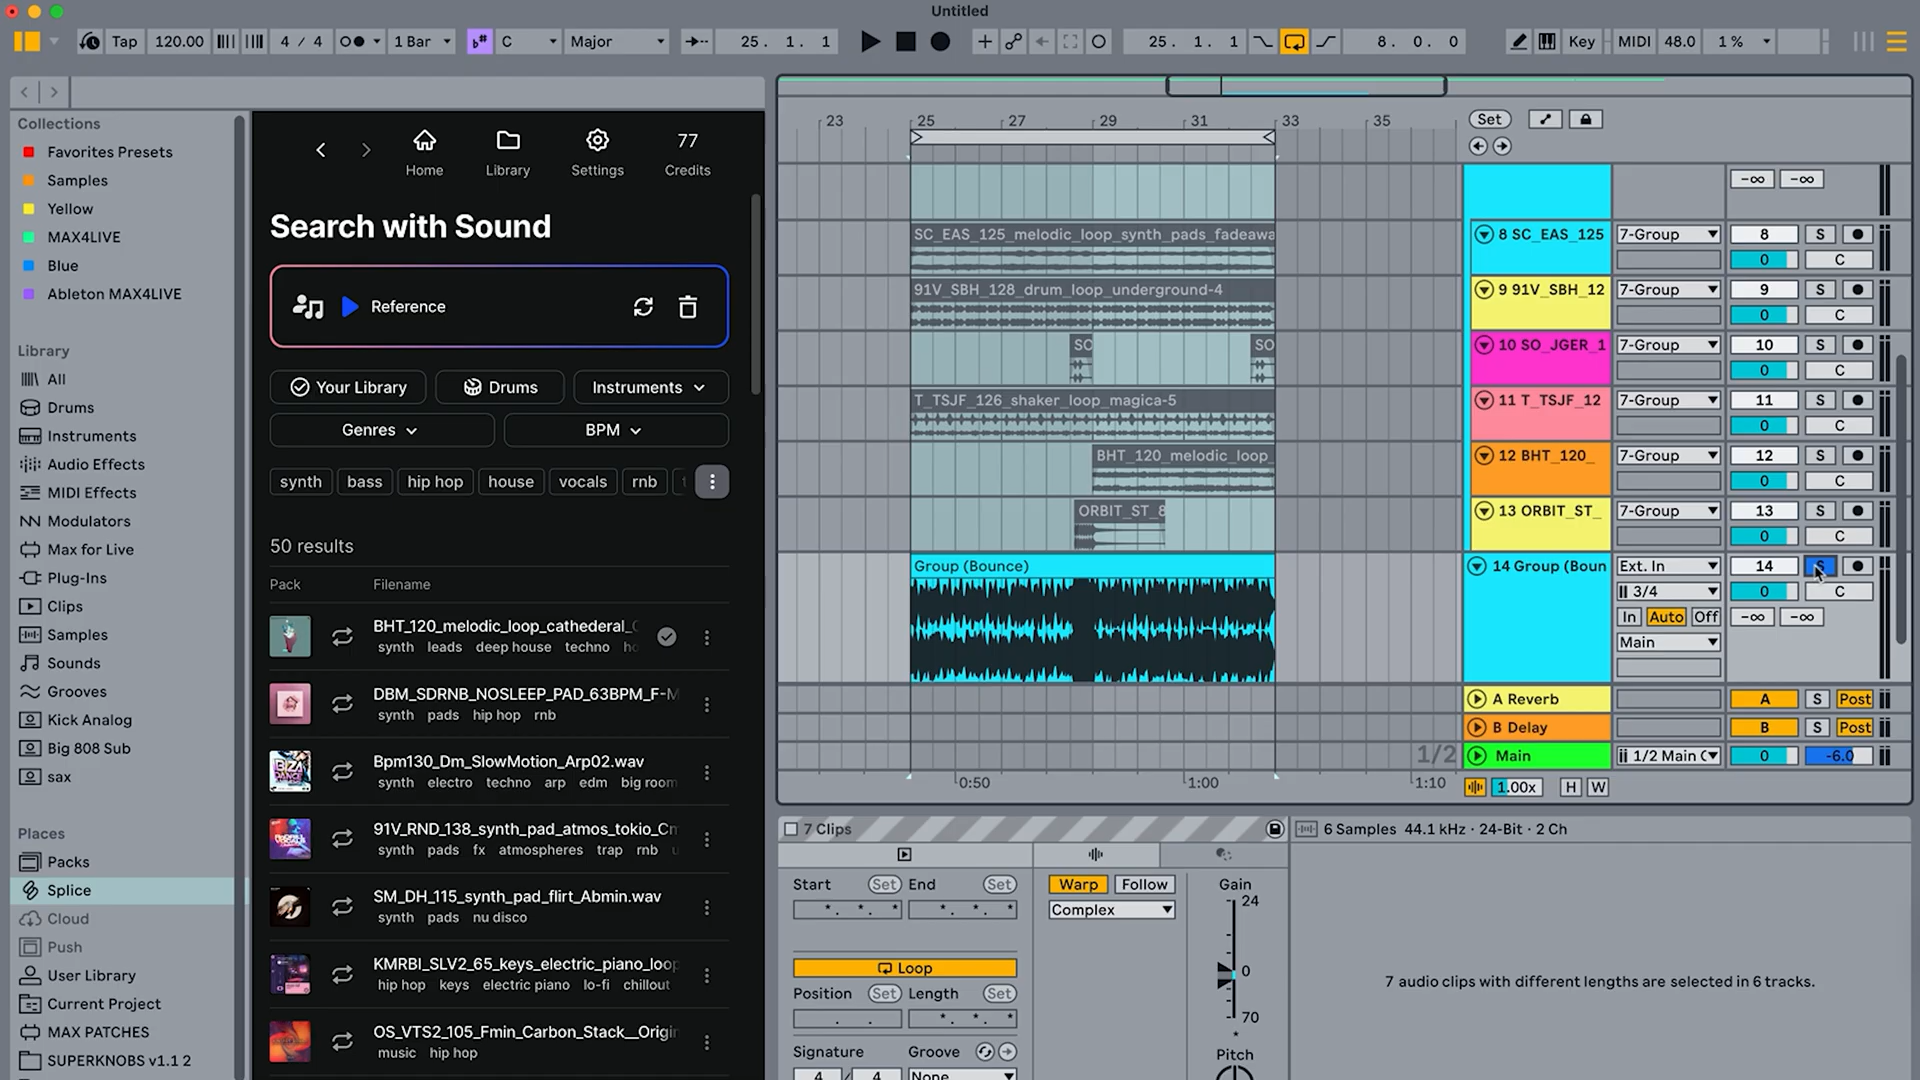 Untitled
Tap 120.00 4 / 4 1 Bar C Major 25. 1. 1 25. 1. 1 8. 0. 0 Key MIDI 48.0 1 %
Collections
Favorites Presets
Samples
Yellow
MAX4LIVE
Blue
Ableton MAX4LIVE
Library
All
Drums
Instruments
Audio Effects
MIDI Effects
Modulators
Max for Live
Plug-Ins
Clips
Samples
Sounds
Grooves
Kick Analog
Big 808 Sub
sax
Places
Packs
Splice
Cloud
Push
User Library
Current Project
MAX PATCHES
SUPERKNOBS v1.1 2
77
Home Library Settings Credits
Search with Sound
Reference
Your Library Drums Instruments
Genres BPM
synth bass hip hop house vocals rnb
50 results
Pack Filename
BHT_120_melodic_loop_cathederal_
synth leads deep house techno ho
DBM_SDRNB_NOSLEEP_PAD_63BPM_F-M
synth pads hip hop rnb
Bpm130_Dm_SlowMotion_Arp02.wav
synth electro techno arp edm big room
91V_RND_138_synth_pad_atmos_tokio_Cm
synth pads fx atmospheres trap rnb
SM_DH_115_synth_pad_flirt_Abmin.wav
synth pads nu disco
KMRBI_SLV2_65_keys_electric_piano_loop
hip hop keys electric piano lo-fi chillout
OS_VTS2_105_Fmin_Carbon_Stack__Origi
music hip hop
23 25 27 29 31 33 35
Set
-∞ -∞
SC_EAS_125_melodic_loop_synth_pads_fadeawa
8 SC_EAS_125 7-Group 8 S
0 C
91V_SBH_128_drum_loop_underground-4
9 91V_SBH_12 7-Group 9 S
0 C
SO SO
10 SO_JGER_1 7-Group 10 S
0 C
T_TSJF_126_shaker_loop_magica-5
11 T_TSJF_12 7-Group 11 S
0 C
BHT_120_melodic_loop_
12 BHT_120_ 7-Group 12 S
0 C
ORBIT_ST_8
13 ORBIT_ST_ 7-Group 13 S
0 C
Group (Bounce)
14 Group (Boun Ext. In 14 S
3/4 0 C
In Auto Off -∞ -∞
Main
A Reverb A S Post
B Delay B S Post
1/2 Main 1/2 Main 0 -6.0
0:50 1:00 1:10
1.00x H W
7 Clips
6 Samples 44.1 kHz · 24-Bit · 2 Ch
Start Set End Set
*. *. * *. *. *
Warp Follow
Complex
Gain
24
0
70
Loop
Position Set Length Set
. . *. *. *
Signature Groove
4 / 4 None
*
Pitch
7 audio clips with different lengths are selected in 6 tracks.